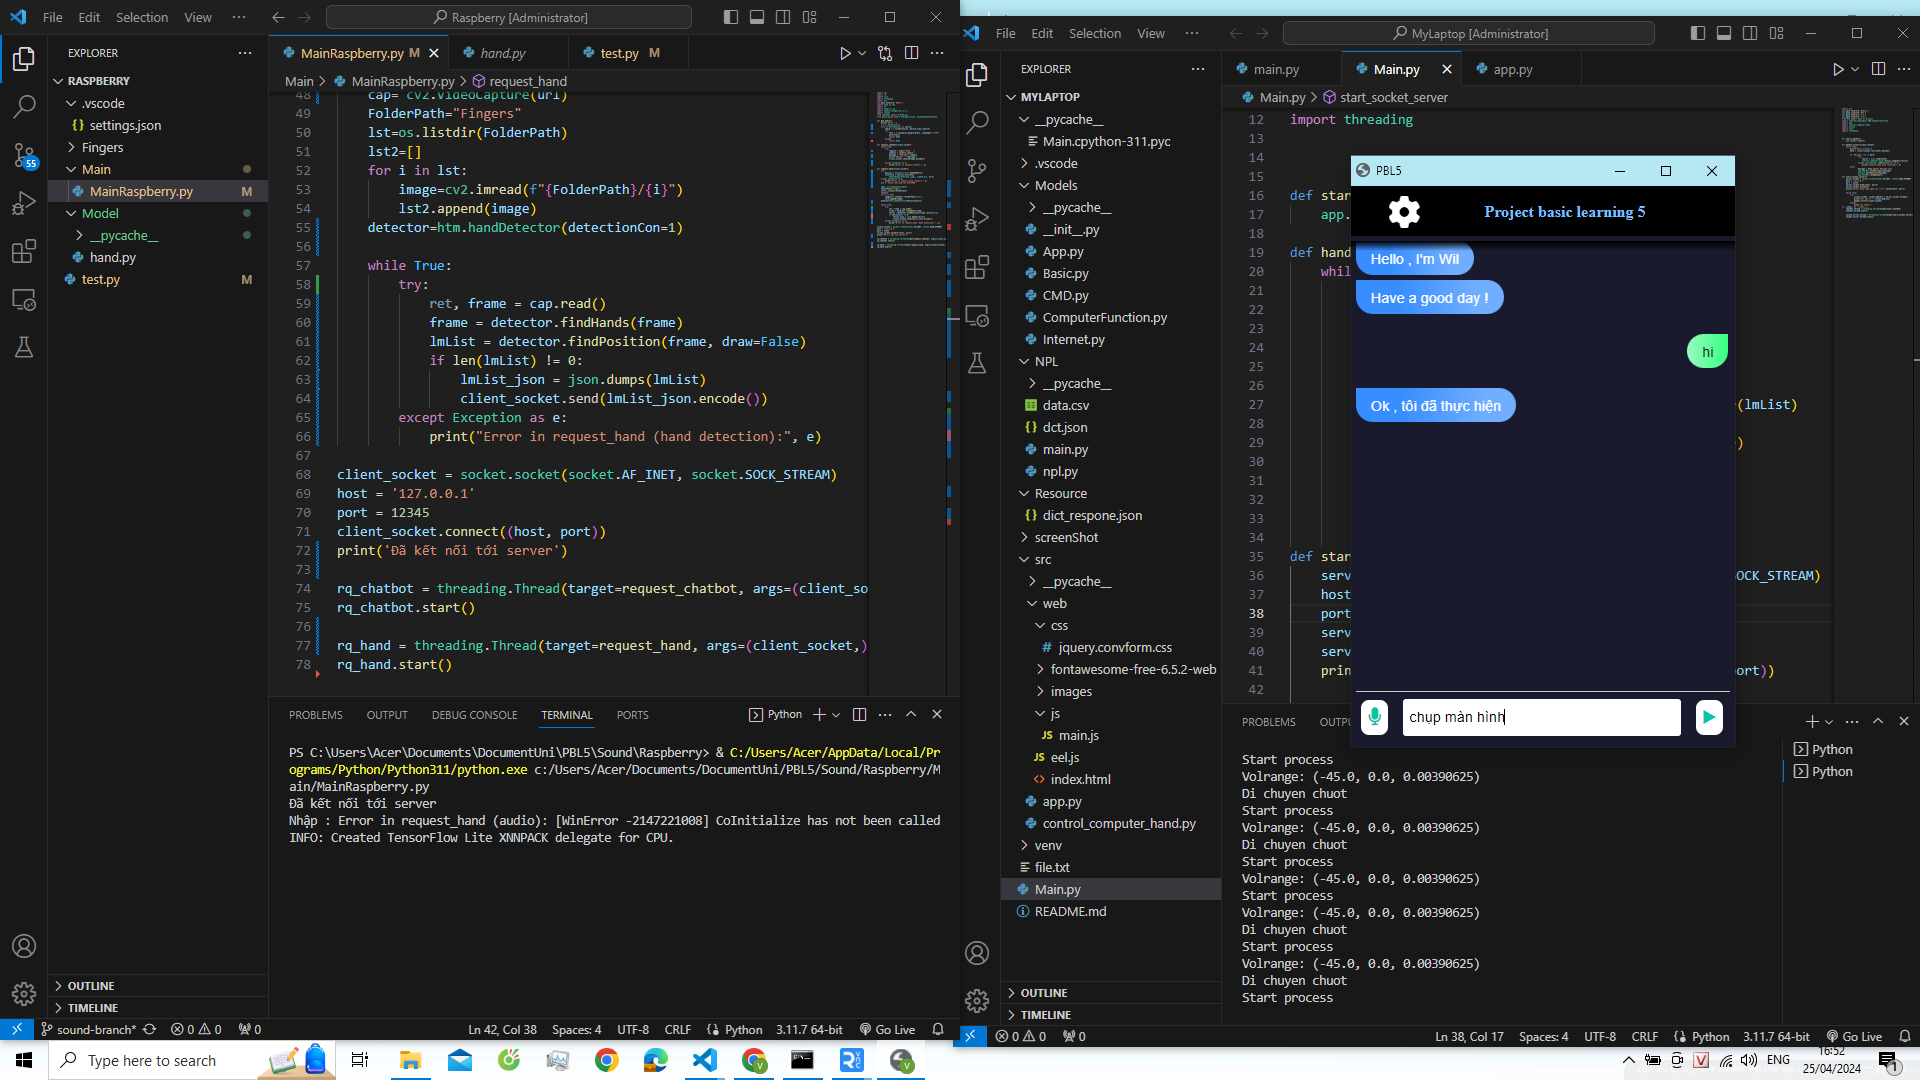 File Edit Selection View ···
Raspberry [Administrator]
EXPLORER
RASPBERRY
.vscode
settings.json
Fingers
Main
MainRaspberry.py M
Model
__pycache__
hand.py
test.py M
OUTLINE
TIMELINE
55
MainRaspberry.py M
hand.py
test.py M
Main > MainRaspberry.py > request_hand
48 cap= cv2.VideoCapture(url)
49 FolderPath="Fingers"
50 lst=os.listdir(FolderPath)
51 lst2=[]
52 for i in lst:
53 image=cv2.imread(f"{FolderPath}/{i}")
54 lst2.append(image)
55 detector=htm.handDetector(detectionCon=1)
56
57 while True:
58 try:
59 ret, frame = cap.read()
60 frame = detector.findHands(frame)
61 lmList = detector.findPosition(frame, draw=False)
62 if len(lmList) != 0:
63 lmList_json = json.dumps(lmList)
64 client_socket.send(lmList_json.encode())
65 except Exception as e:
66 print("Error in request_hand (hand detection):", e)
67
68 client_socket = socket.socket(socket.AF_INET, socket.SOCK_STREAM)
69 host = '127.0.0.1'
70 port = 12345
71 client_socket.connect((host, port))
72 print('Đã kết nối tới server')
73
74 rq_chatbot = threading.Thread(target=request_chatbot, args=(client_so
75 rq_chatbot.start()
76
77 rq_hand = threading.Thread(target=request_hand, args=(client_socket,)
78 rq_hand.start()
PROBLEMS OUTPUT DEBUG CONSOLE TERMINAL PORTS
Python
PS C:\Users\Acer\Documents\DocumentUni\PBL5\Sound\Raspberry> & C:/Users/Acer/AppData/Local/Pr
ograms/Python/Python311/python.exe c:/Users/Acer/Documents/DocumentUni/PBL5/Sound/Raspberry/M
ain/MainRaspberry.py
Đã kết nối tới server
Nhập : Error in request_hand (audio): [WinError -2147221008] CoInitialize has not been called
INFO: Created TensorFlow Lite XNNPACK delegate for CPU.
sound-branch* 0 0 0
Ln 42, Col 38 Spaces: 4 UTF-8 CRLF Python 3.11.7 64-bit Go Live
File Edit Selection View ···
MyLaptop [Administrator]
EXPLORER
MYLAPTOP
__pycache__
Main.cpython-311.pyc
.vscode
Models
__pycache__
__init__.py
App.py
Basic.py
CMD.py
ComputerFunction.py
Internet.py
NPL
__pycache__
data.csv
dct.json
main.py
npl.py
Resource
dict_respone.json
screenShot
src
__pycache__
web
css
jquery.convform.css
fontawesome-free-6.5.2-web
images
js
main.js
eel.js
index.html
app.py
control_computer_hand.py
venv
file.txt
Main.py
README.md
OUTLINE
TIMELINE
main.py
Main.py
app.py
Main.py > start_socket_server
12 import threading
13
14
15
16 def star
17 app.
18
19 def hand
20 whil
21
22
23
24
25
26
27 (lmList)
28
29 )
30
31
32
33
34
35 def star
36 serv OCK_STREAM)
37 host
38 port
39 serv
40 serv
41 prin ort))
42
PBL5
Project basic learning 5
Hello , I'm Wil
Have a good day !
hi
Ok , tôi đã thực hiện
chụp màn hình
PROBLEMS OUTPU
Start process
Volrange: (-45.0, 0.0, 0.00390625)
Di chuyen chuot
Start process
Volrange: (-45.0, 0.0, 0.00390625)
Di chuyen chuot
Start process
Volrange: (-45.0, 0.0, 0.00390625)
Start process
Volrange: (-45.0, 0.0, 0.00390625)
Di chuyen chuot
Start process
Volrange: (-45.0, 0.0, 0.00390625)
Di chuyen chuot
Start process
Python
Python
0 0 0
Ln 38, Col 17 Spaces: 4 UTF-8 CRLF Python 3.11.7 64-bit Go Live
Type here to search
ENG
16:52
25/04/2024
1